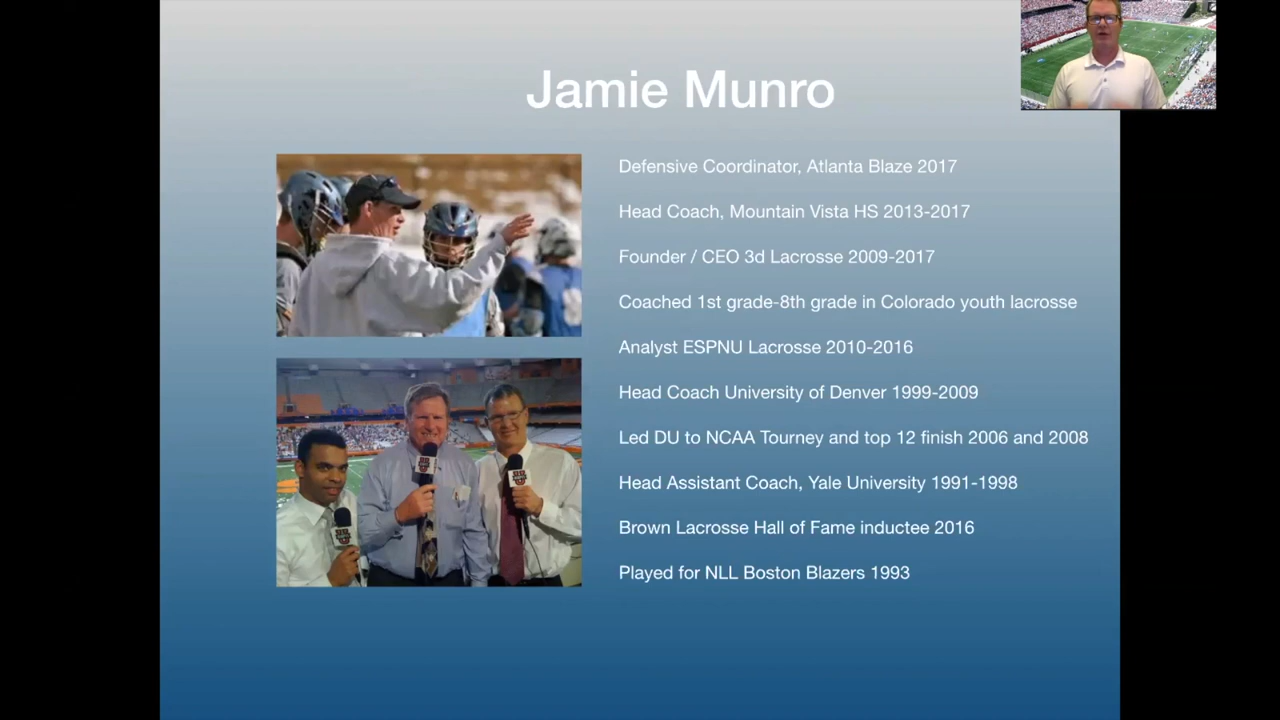 Jamie Munro
Defensive Coordinator, Atlanta Blaze 2017
Head Coach, Mountain Vista HS 2013-2017
Founder / CEO 3d Lacrosse 2009-2017
Coached 1st grade-8th grade in Colorado youth lacrosse
Analyst ESPNU Lacrosse 2010-2016
Head Coach University of Denver 1999-2009
Led DU to NCAA Tourney and top 12 finish 2006 and 2008
Head Assistant Coach, Yale University 1991-1998
Brown Lacrosse Hall of Fame inductee 2016
Played for NLL Boston Blazers 1993